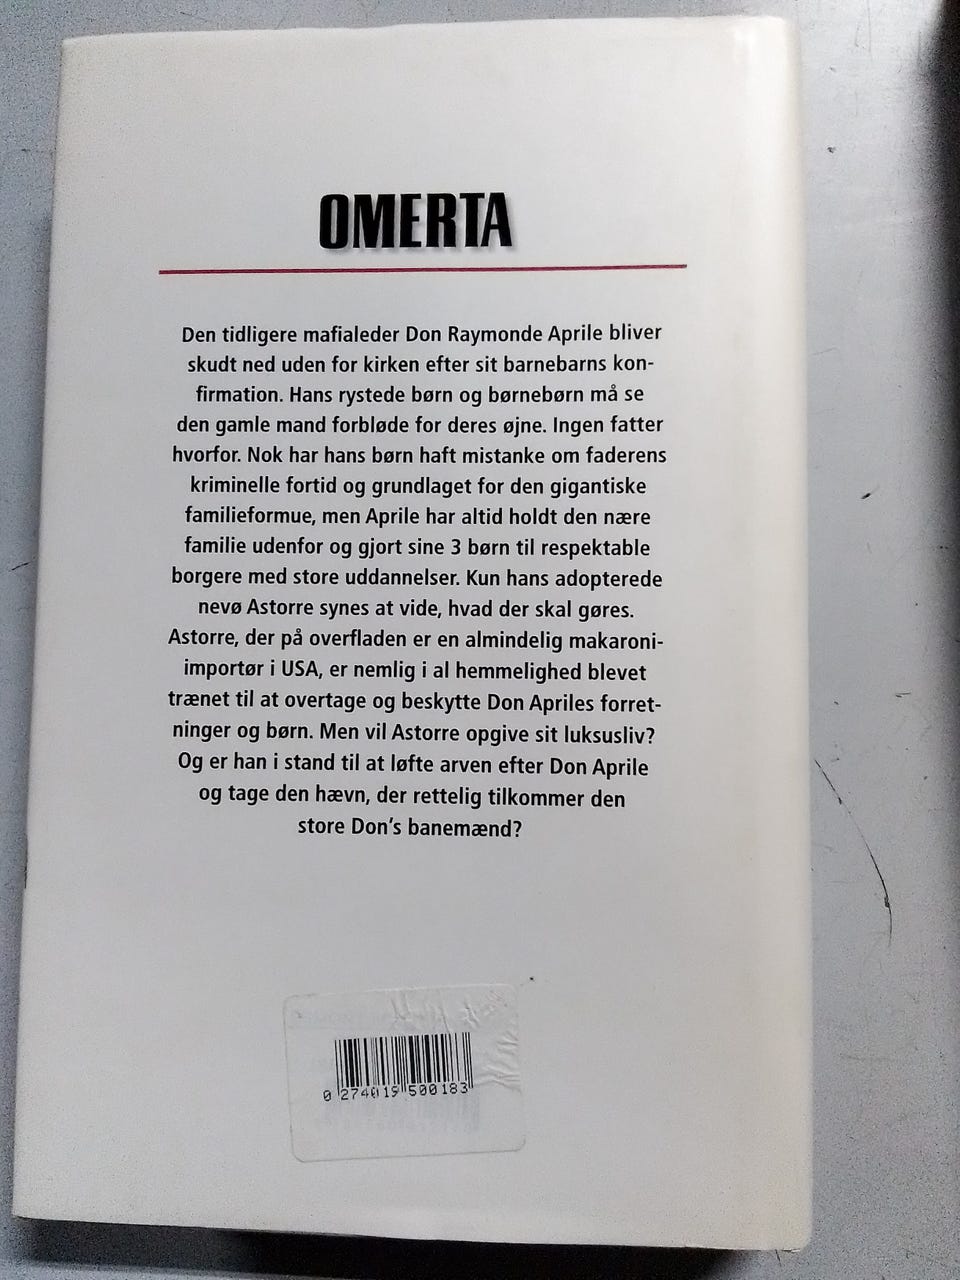 OMERTA
Den tidligere mafialeder Don Raymonde Aprile bliver
skudt ned uden for kirken efter sit barnebarns kon-
firmation. Hans rystede børn og børnebørn må se
den gamle mand forbløde for deres øjne. Ingen fatter
hvorfor. Nok har hans børn haft mistanke om faderens
kriminelle fortid og grundlaget for den gigantiske
familieformue, men Aprile har altid holdt den nære
familie udenfor og gjort sine 3 børn til respektable
borgere med store uddannelser. Kun hans adopterede
nevø Astorre synes at vide, hvad der skal gøres.
Astorre, der på overfladen er en almindelig makaroni-
importør i USA, er nemlig i al hemmelighed blevet
trænet til at overtage og beskytte Don Apriles forret-
ninger og børn. Men vil Astorre opgive sit luksusliv?
Og er han i stand til at løfte arven efter Don Aprile
og tage den hævn, der rettelig tilkommer den
store Don's banemænd?
0 274019 500183